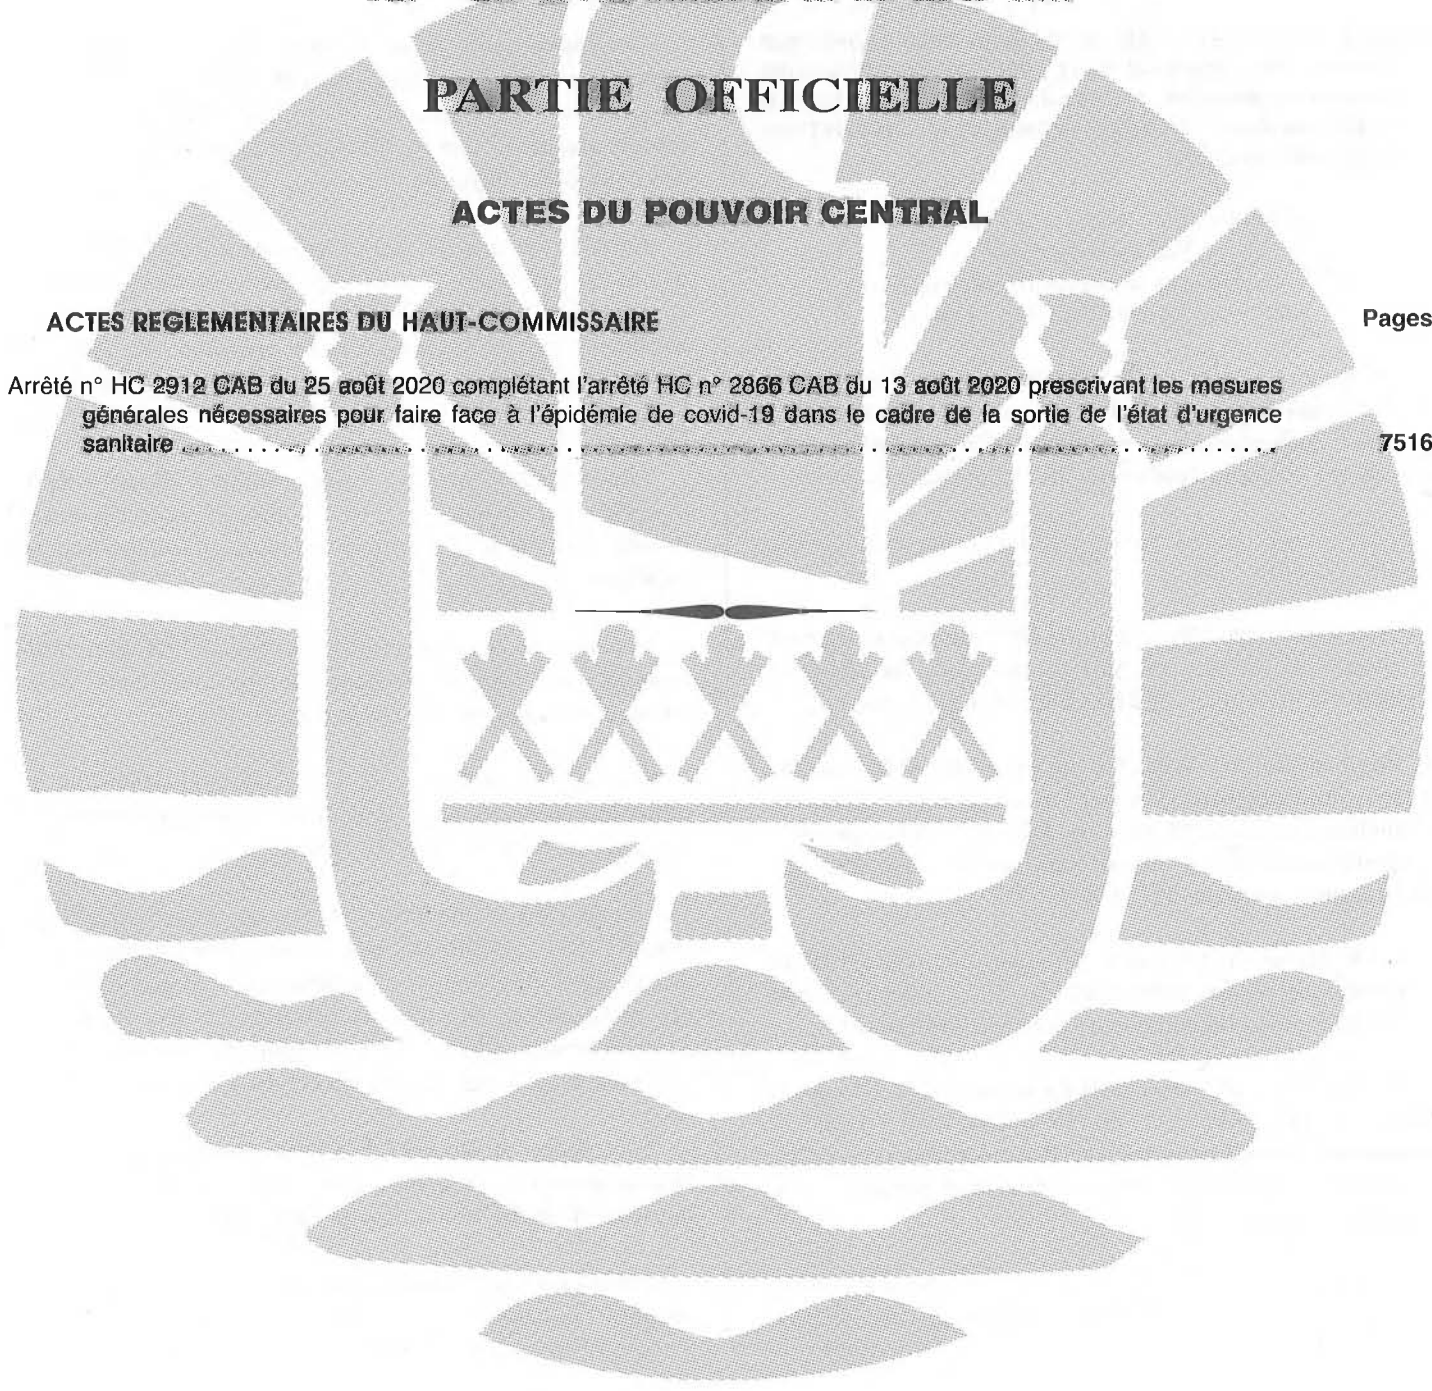 PARTIE OFFICIELLE
ACTES DU POUVOIR CENTRAL
ACTES REGLEMENTAIRES DU HAUT-COMMISSAIRE Pages
Arrêté n° HC 2912 CAB du 25 août 2020 complétant l'arrêté HC n° 2866 CAB du 13 août 2020 prescrivant les mesures
générales nécessaires pour faire face à l'épidémie de covid-19 dans le cadre de la sortie de l'état d'urgence
sanitaire ........................................................................ 7516